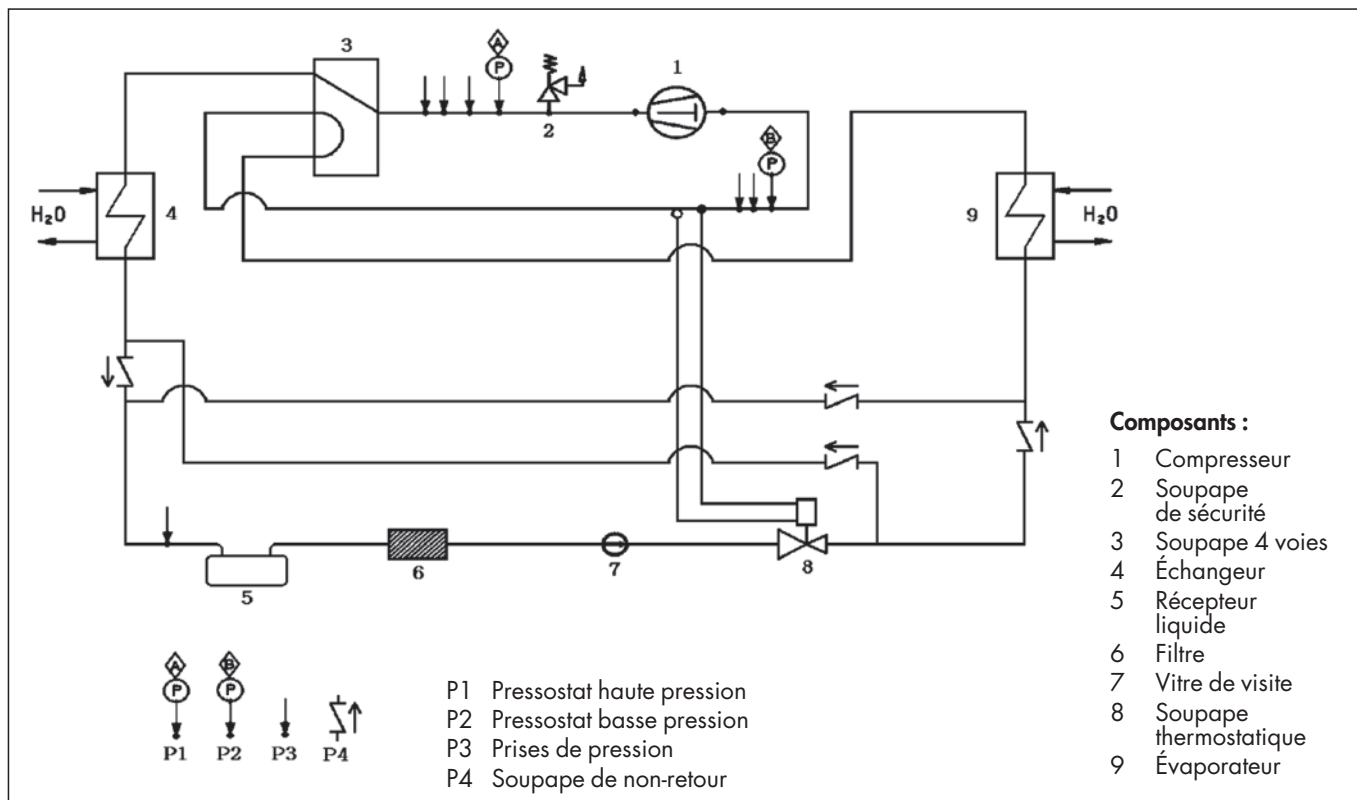 3
A
P
1
2
B
P
H₂O
4
9
H₂O
5
6
7
8
Composants :
1 Compresseur
2 Soupape
de sécurité
3 Soupape 4 voies
4 Échangeur
5 Récepteur
liquide
6 Filtre
7 Vitre de visite
8 Soupape
thermostatique
9 Évaporateur
A
P
P1
B
P
P2
P3
P4
P1 Pressostat haute pression
P2 Pressostat basse pression
P3 Prises de pression
P4 Soupape de non-retour